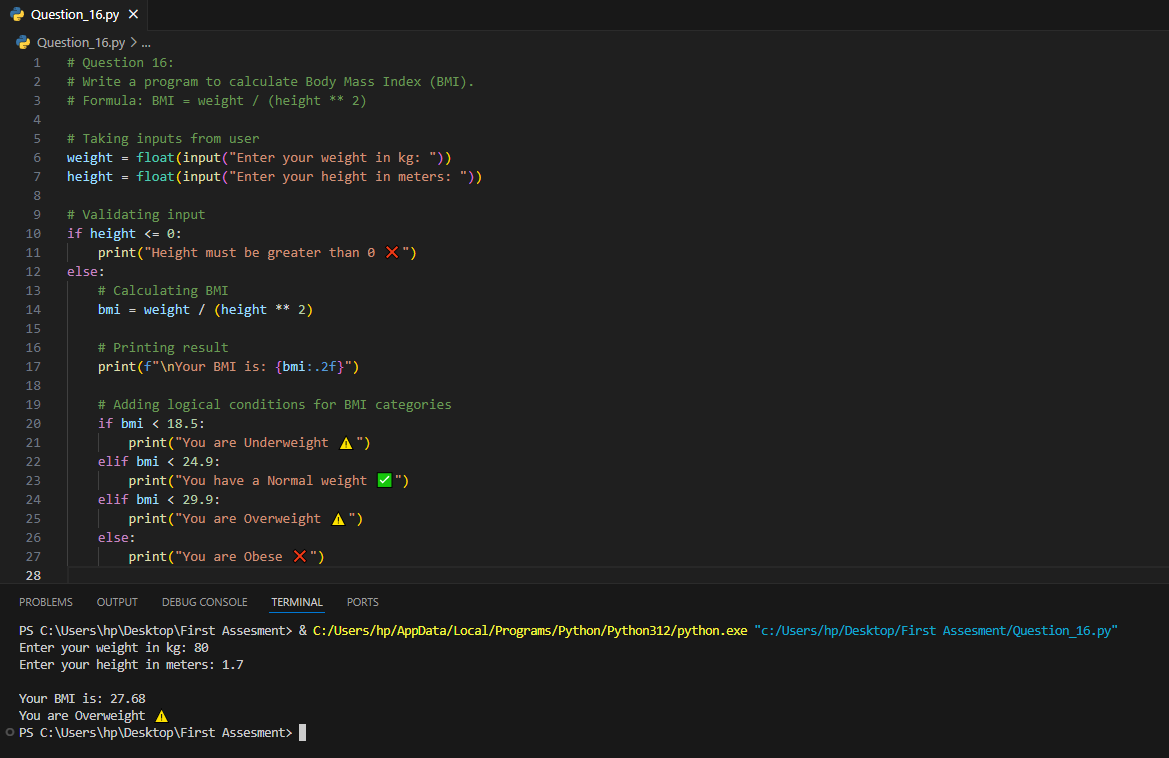 Question_16.py ×
Question_16.py > ...
1 # Question 16:
2 # Write a program to calculate Body Mass Index (BMI).
3 # Formula: BMI = weight / (height ** 2)
4
5 # Taking inputs from user
6 weight = float(input("Enter your weight in kg: "))
7 height = float(input("Enter your height in meters: "))
8
9 # Validating input
10 if height <= 0:
11     print("Height must be greater than 0 ❌")
12 else:
13     # Calculating BMI
14     bmi = weight / (height ** 2)
15
16     # Printing result
17     print(f"\nYour BMI is: {bmi:.2f}")
18
19     # Adding logical conditions for BMI categories
20     if bmi < 18.5:
21         print("You are Underweight ⚠️")
22     elif bmi < 24.9:
23         print("You have a Normal weight ✅")
24     elif bmi < 29.9:
25         print("You are Overweight ⚠️")
26     else:
27         print("You are Obese ❌")
28
PROBLEMS OUTPUT DEBUG CONSOLE TERMINAL PORTS
PS C:\Users\hp\Desktop\First Assesment> & C:/Users/hp/AppData/Local/Programs/Python/Python312/python.exe "c:/Users/hp/Desktop/First Assesment/Question_16.py"
Enter your weight in kg: 80
Enter your height in meters: 1.7

Your BMI is: 27.68
You are Overweight ⚠️
PS C:\Users\hp\Desktop\First Assesment>